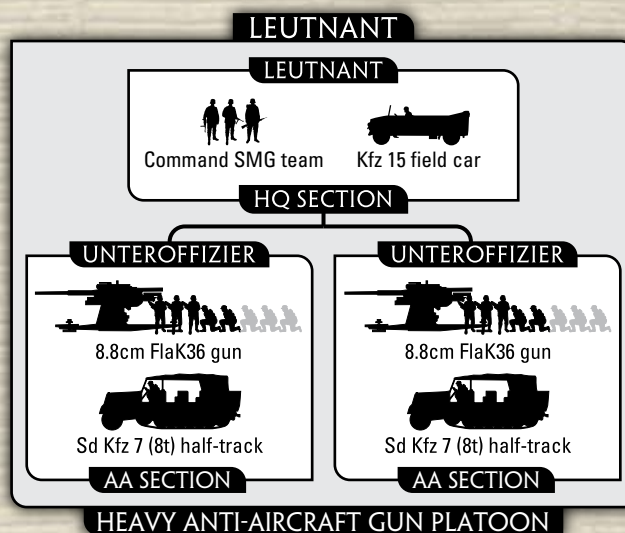 LEUTNANT
LEUTNANT
Command SMG team
Kfz 15 field car
HQ SECTION
UNTEROFFIZIER
8.8cm FlaK36 gun
Sd Kfz 7 (8t) half-track
AA SECTION
UNTEROFFIZIER
8.8cm FlaK36 gun
Sd Kfz 7 (8t) half-track
AA SECTION
HEAVY ANTI-AIRCRAFT GUN PLATOON